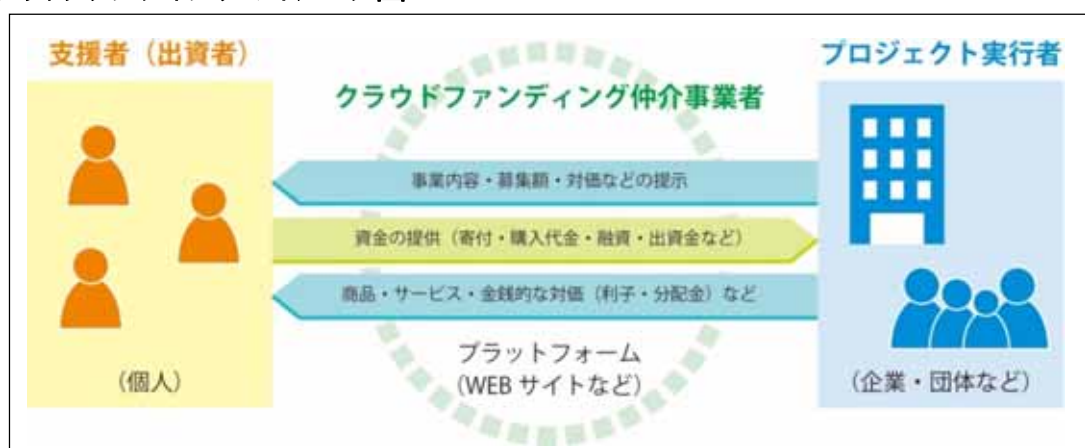 支援者（出資者）
クラウドファンディング仲介事業者
プロジェクト実行者
事業内容・募集額・対価などの提示
資金の提供（寄付・購入代金・融資・出資金など）
商品・サービス・金銭的な対価（利子・分配金）など
プラットフォーム
（WEB サイトなど）
（個人）
（企業・団体など）